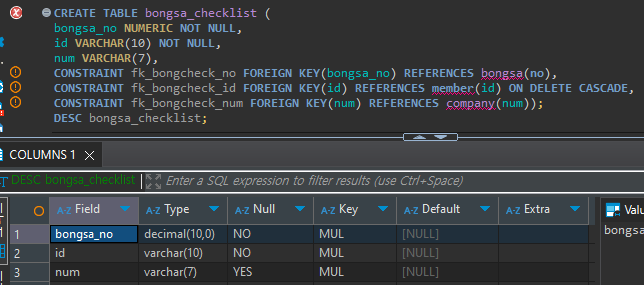 CREATE TABLE bongsa_checklist (
bongsa_no NUMERIC NOT NULL,
id VARCHAR(10) NOT NULL,
num VARCHAR(7),
CONSTRAINT fk_bongcheck_no FOREIGN KEY(bongsa_no) REFERENCES bongsa(no),
CONSTRAINT fk_bongcheck_id FOREIGN KEY(id) REFERENCES member(id) ON DELETE CASCADE,
CONSTRAINT fk_bongcheck_num FOREIGN KEY(num) REFERENCES company(num));
DESC bongsa_checklist;
COLUMNS 1
DESC bongsa_checklist Enter a SQL expression to filter results (use Ctrl+Space)
A-Z Field A-Z Type A-Z Null A-Z Key A-Z Default A-Z Extra Valu
1 bongsa_no decimal(10,0) NO MUL [NULL] bongsa
2 id varchar(10) NO MUL [NULL]
3 num varchar(7) YES MUL [NULL]